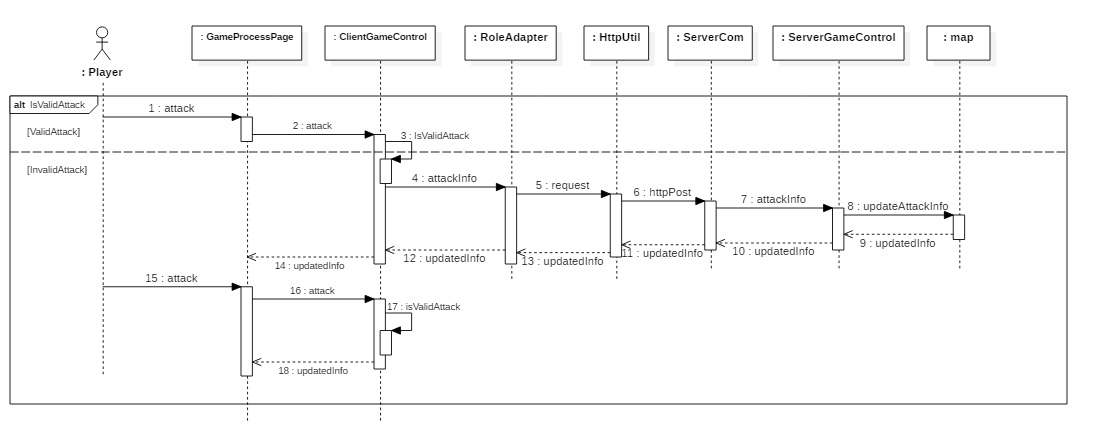 : GameProcessPage
: ClientGameControl
: RoleAdapter
: HttpUtil
: ServerCom
: ServerGameControl
: map
: Player
alt IsValidAttack
1 : attack
[ValidAttack]
2 : attack
3 : IsValidAttack
[InvalidAttack]
4 : attackInfo
5 : request
6 : httpPost
7 : attackInfo
8 : updateAttackInfo
9 : updatedInfo
10 : updatedInfo
11 : updatedInfo
12 : updatedInfo
13 : updatedInfo
14 : updatedInfo
15 : attack
16 : attack
17 : isValidAttack
18 : updatedInfo